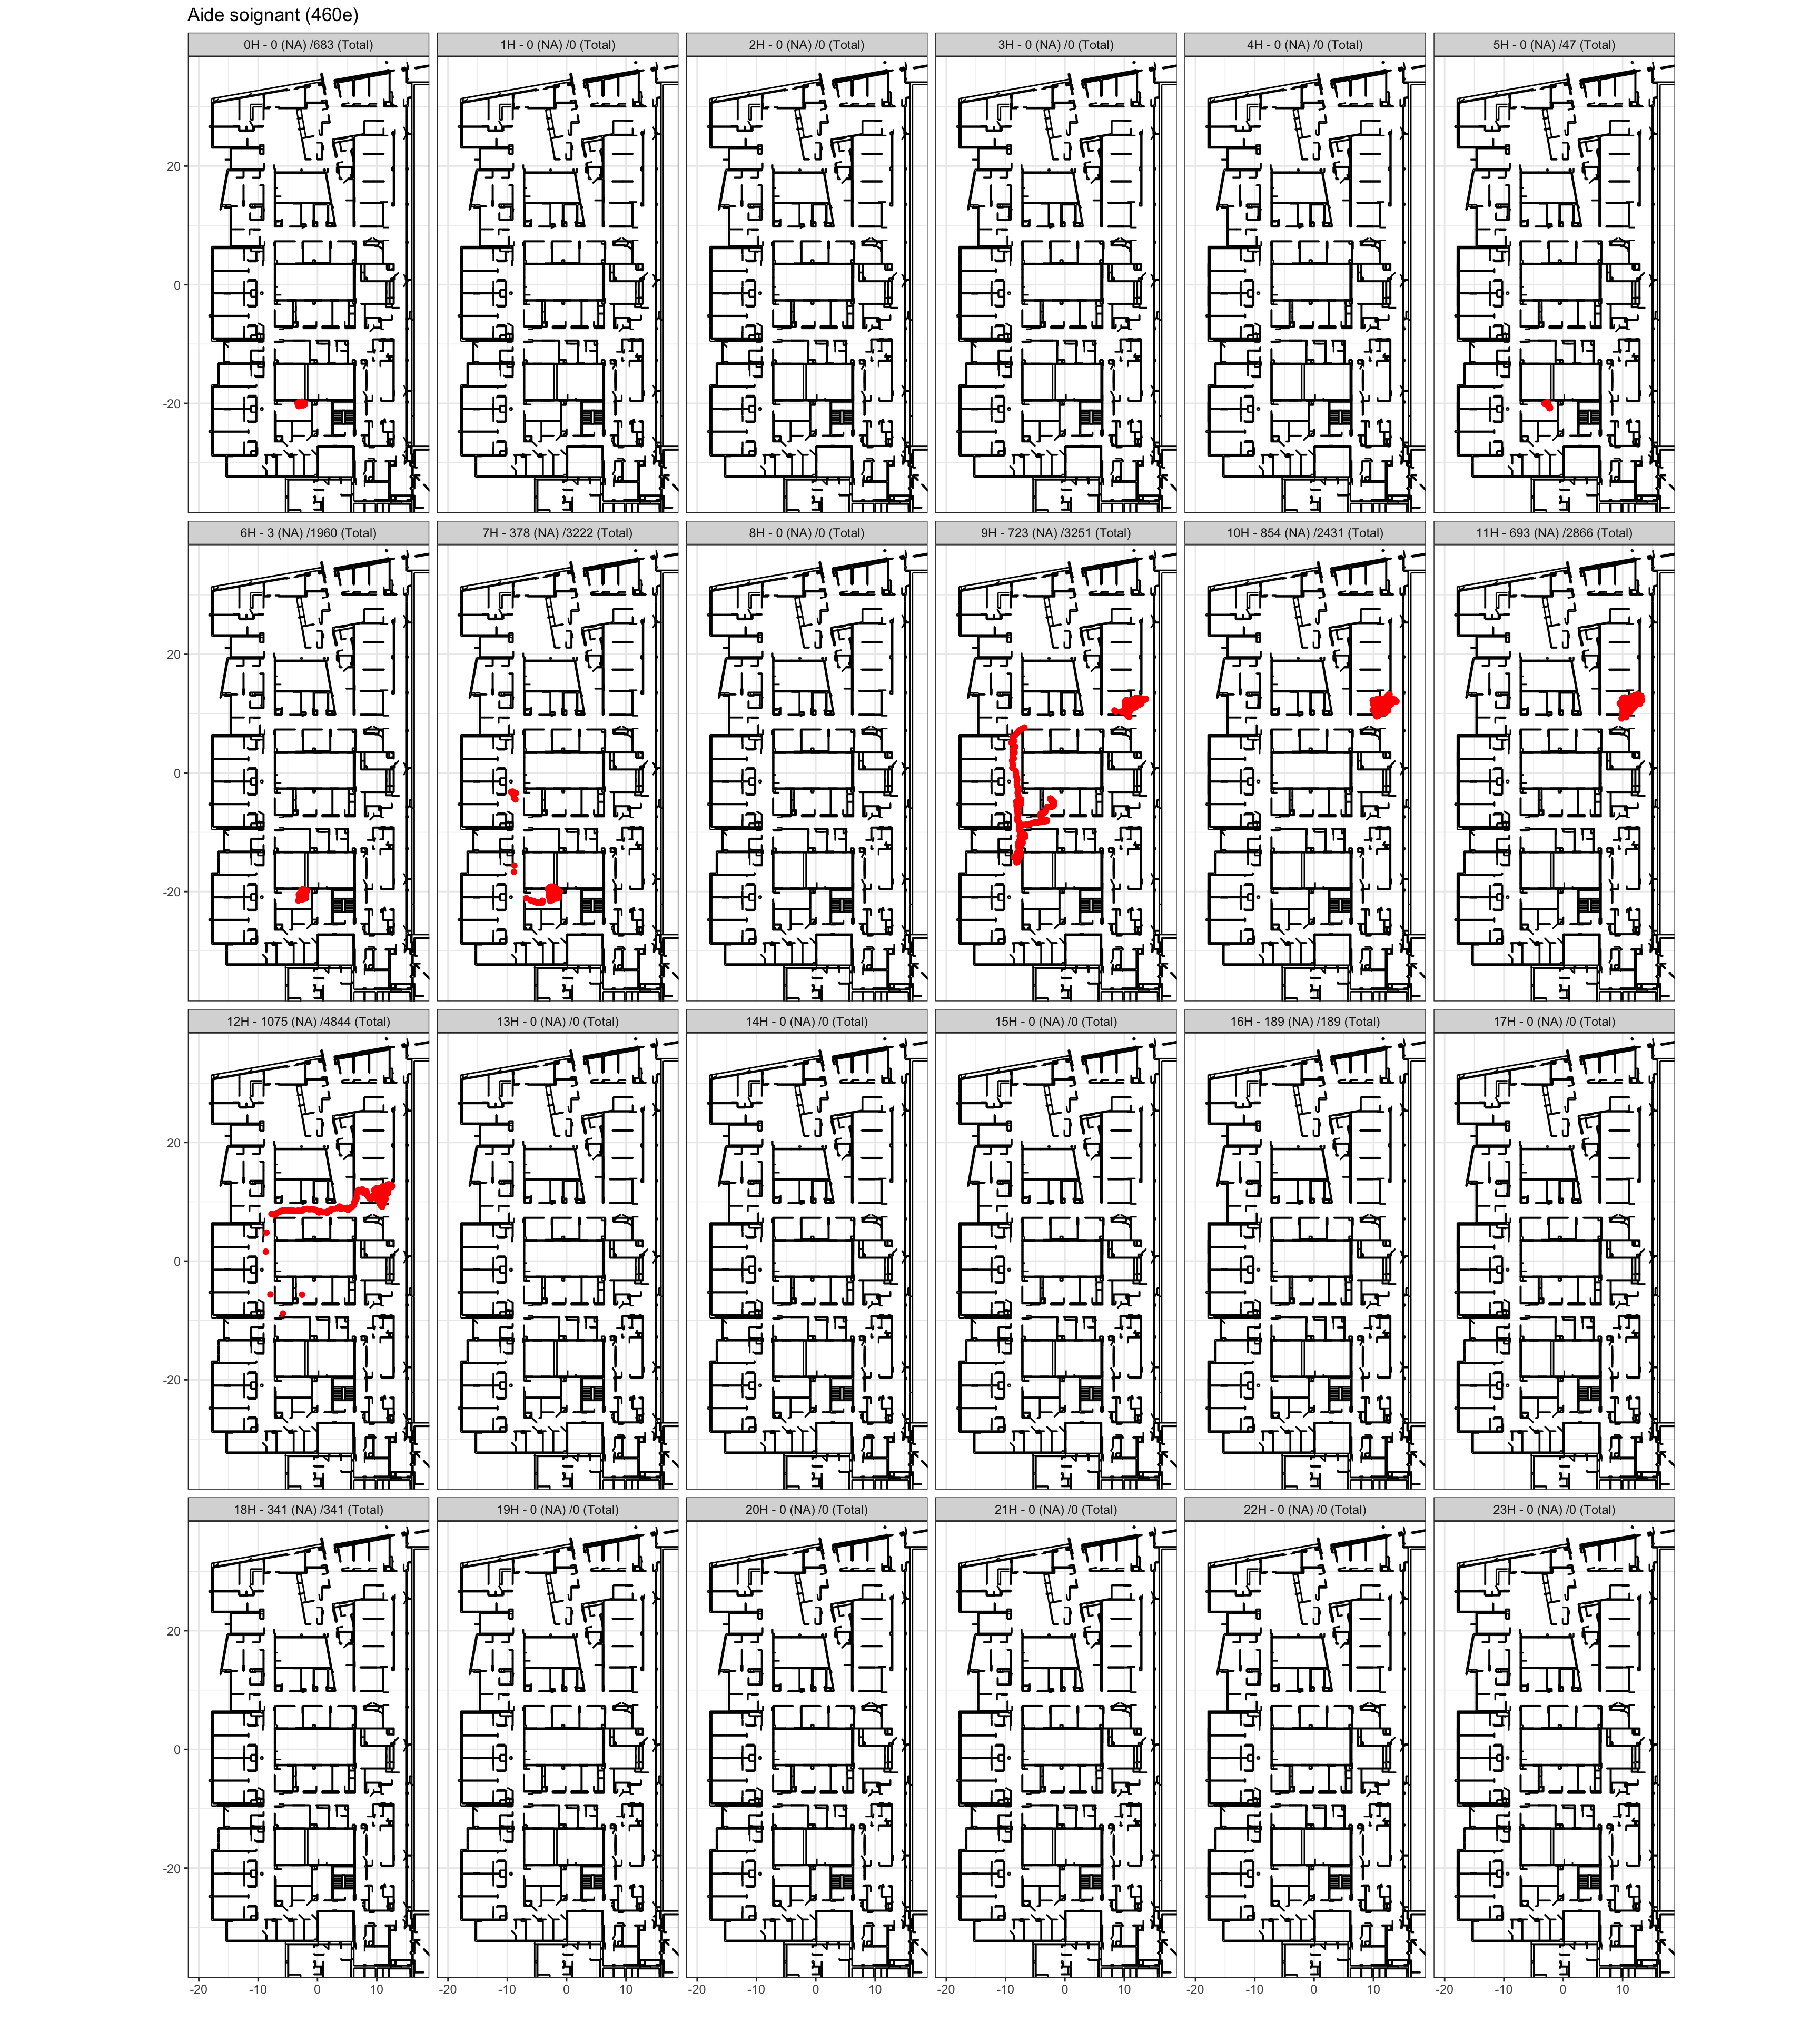 Aide soignant (460e)
0H - 0 (NA) /683 (Total) 1H - 0 (NA) /0 (Total) 2H - 0 (NA) /0 (Total) 3H - 0 (NA) /0 (Total) 4H - 0 (NA) /0 (Total) 5H - 0 (NA) /47 (Total)
20
0
-20
6H - 3 (NA) /1960 (Total) 7H - 378 (NA) /3222 (Total) 8H - 0 (NA) /0 (Total) 9H - 723 (NA) /3251 (Total) 10H - 854 (NA) /2431 (Total) 11H - 693 (NA) /2866 (Total)
20
0
-20
12H - 1075 (NA) /4844 (Total) 13H - 0 (NA) /0 (Total) 14H - 0 (NA) /0 (Total) 15H - 0 (NA) /0 (Total) 16H - 189 (NA) /189 (Total) 17H - 0 (NA) /0 (Total)
20
0
-20
18H - 341 (NA) /341 (Total) 19H - 0 (NA) /0 (Total) 20H - 0 (NA) /0 (Total) 21H - 0 (NA) /0 (Total) 22H - 0 (NA) /0 (Total) 23H - 0 (NA) /0 (Total)
20
0
-20
-20 -10 0 10 -20 -10 0 10 -20 -10 0 10 -20 -10 0 10 -20 -10 0 10 -20 -10 0 10